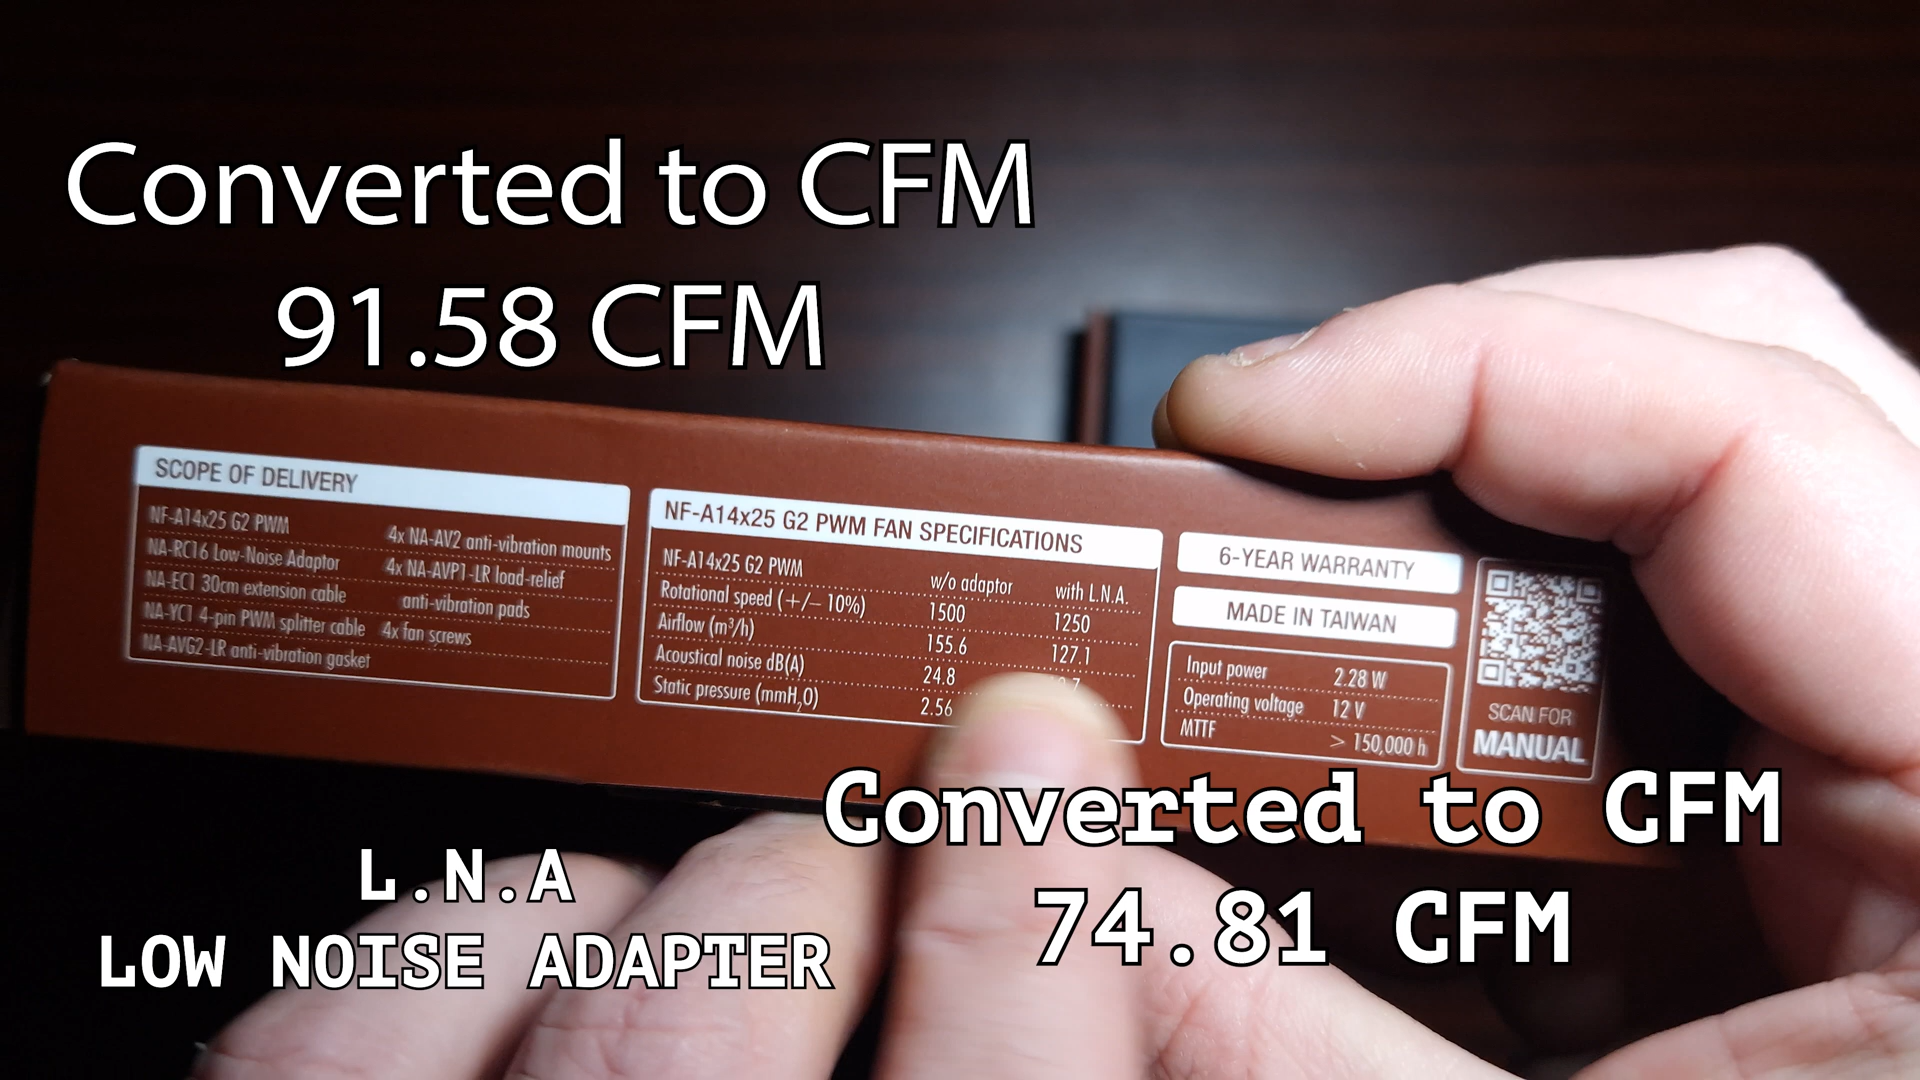 Converted to CFM
91.58 CFM
SCOPE OF DELIVERY
NF-A14x25 G2 PWM
NA-RC16 Low-Noise Adaptor
NA-EC1 30cm extension cable
NA-YC1 4-pin PWM splitter cable
NA-AVG2-LR anti-vibration gasket
4x NA-AV2 anti-vibration mounts
4x NA-AVP1-LR load-relief
anti-vibration pads
4x fan screws
NF-A14x25 G2 PWM FAN SPECIFICATIONS
NF-A14x25 G2 PWM w/o adaptor with L.N.A.
Rotational speed (+/– 10%) 1500 1250
Airflow (m³/h) 155.6 127.1
Acoustical noise dB(A) 24.8
Static pressure (mmH₂O) 2.56
6-YEAR WARRANTY
MADE IN TAIWAN
Input power 2.28 W
Operating voltage 12 V
MTTF > 150,000 h
SCAN FOR
MANUAL
Converted to CFM
74.81 CFM
L.N.A
LOW NOISE ADAPTER